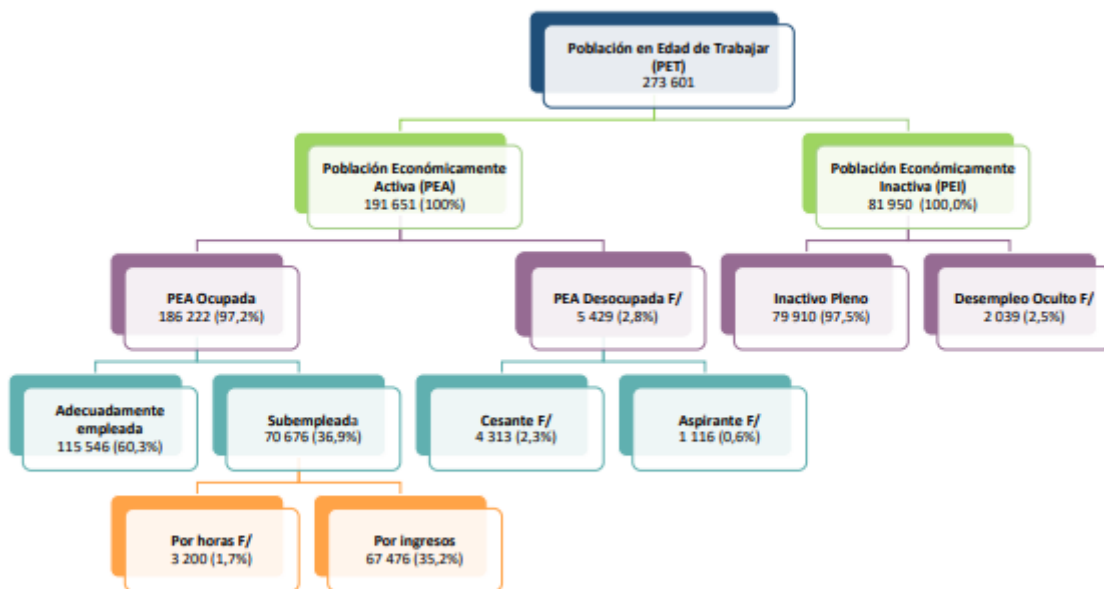 Población en Edad de Trabajar
(PET)
273 601
Población Económicamente
Activa (PEA)
191 651 (100%)
Población Económicamente
Inactiva (PEI)
81 950 (100,0%)
PEA Ocupada
186 222 (97,2%)
PEA Desocupada F/
5 429 (2,8%)
Inactivo Pleno
79 910 (97,5%)
Desempleo Oculto F/
2 039 (2,5%)
Adecuadamente
empleada
115 546 (60,3%)
Subempleada
70 676 (36,9%)
Cesante F/
4 313 (2,3%)
Aspirante F/
1 116 (0,6%)
Por horas F/
3 200 (1,7%)
Por ingresos
67 476 (35,2%)